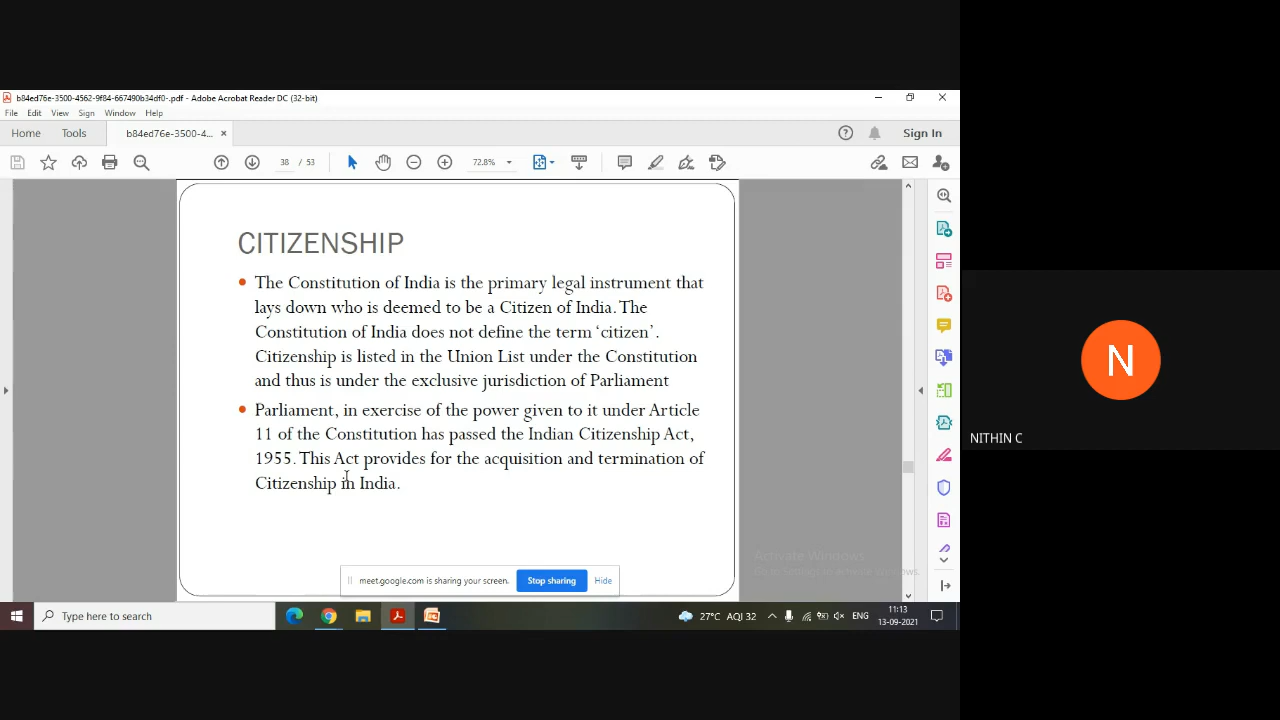 b84ed76e-3500-4562-9f84-667490b34df0-.pdf - Adobe Acrobat Reader DC (32-bit)
File Edit View Sign Window Help
Home Tools b84ed76e-3500-4... × Sign In
38 / 53 72.8%
CITIZENSHIP
• The Constitution of India is the primary legal instrument that
lays down who is deemed to be a Citizen of India. The
Constitution of India does not define the term ‘citizen’.
Citizenship is listed in the Union List under the Constitution
and thus is under the exclusive jurisdiction of Parliament
• Parliament, in exercise of the power given to it under Article
11 of the Constitution has passed the Indian Citizenship Act,
1955. This Act provides for the acquisition and termination of
Citizenship in India.
N
NITHIN C
Activate Windows
meet.google.com is sharing your screen. Stop sharing Hide
Type here to search
27°C AQI 32 ENG
11:13
13-09-2021